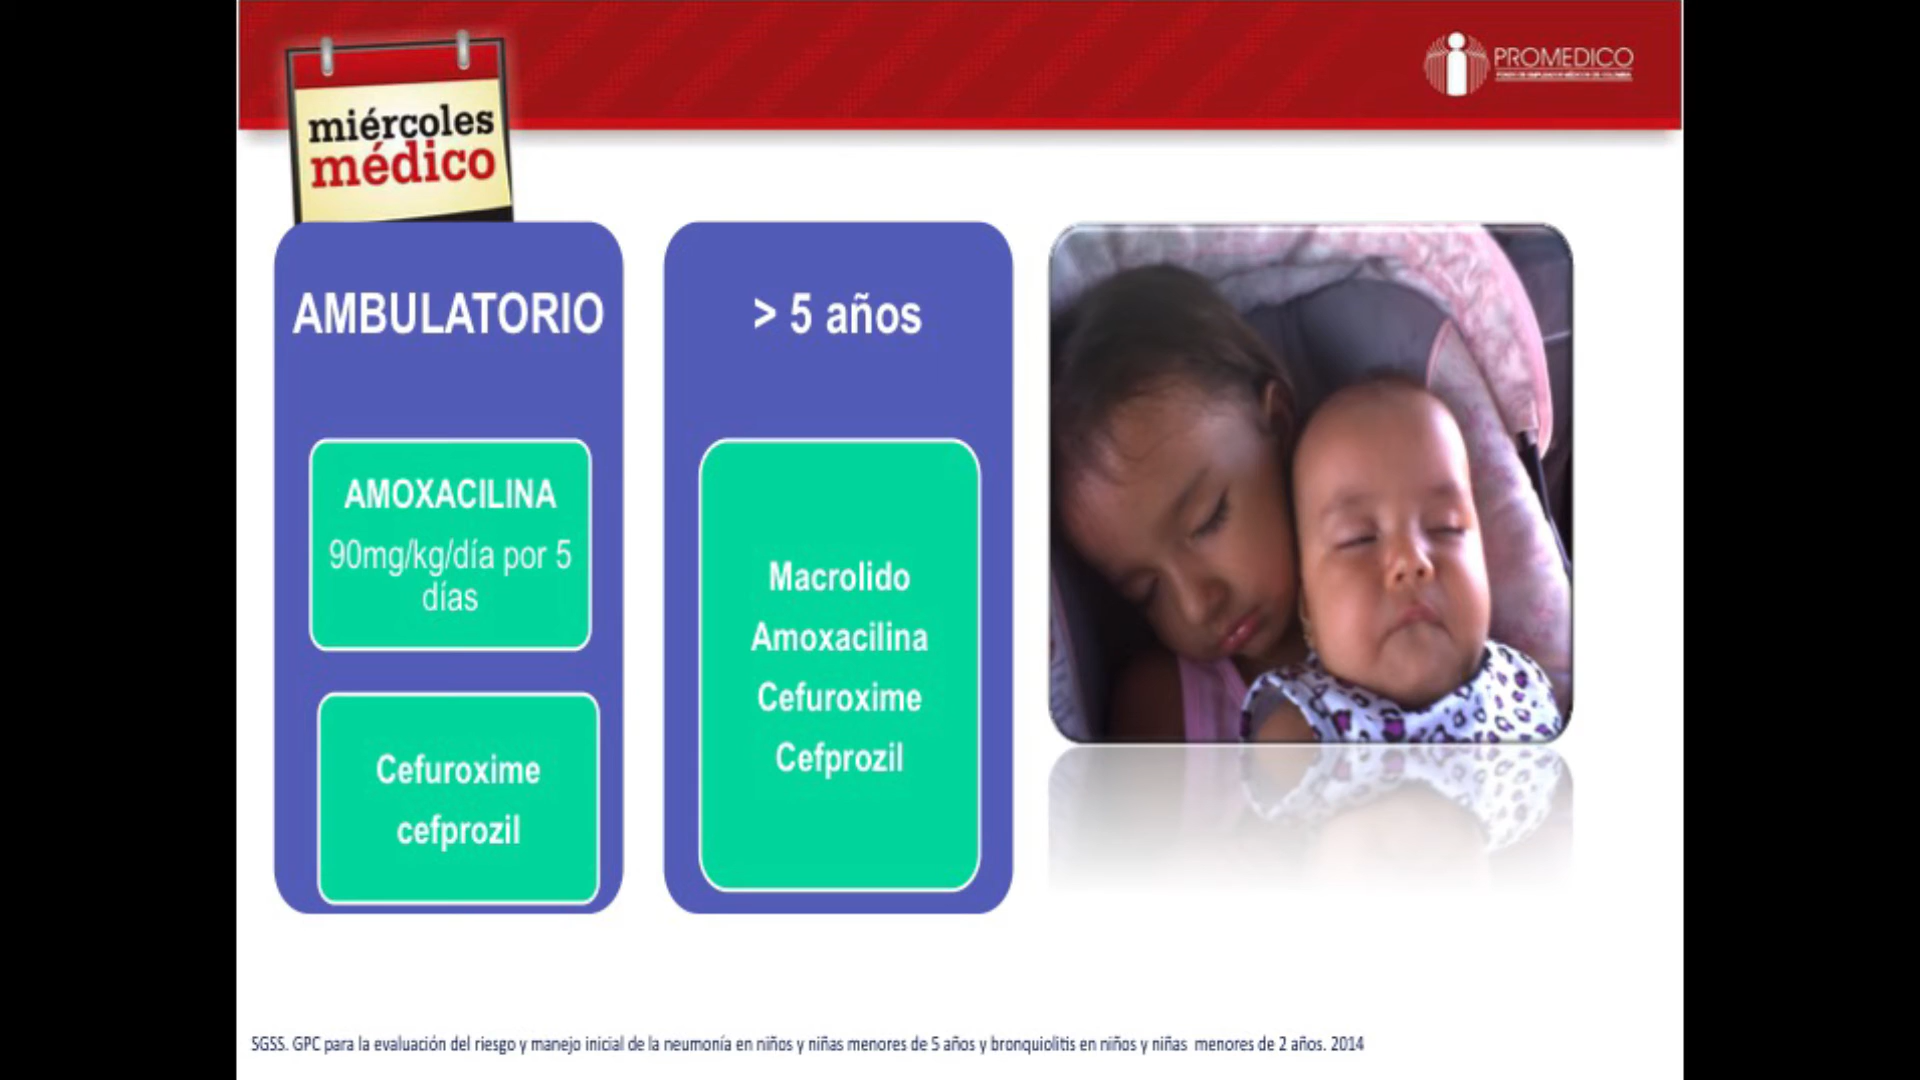 miércoles
médico
PROMEDICO
AMBULATORIO
AMOXACILINA
90mg/kg/día por 5
días
Cefuroxime
cefprozil
> 5 años
Macrolido
Amoxacilina
Cefuroxime
Cefprozil
SGSS. GPC para la evaluación del riesgo y manejo inicial de la neumonía en niños y niñas menores de 5 años y bronquiolitis en niños y niñas menores de 2 años. 2014